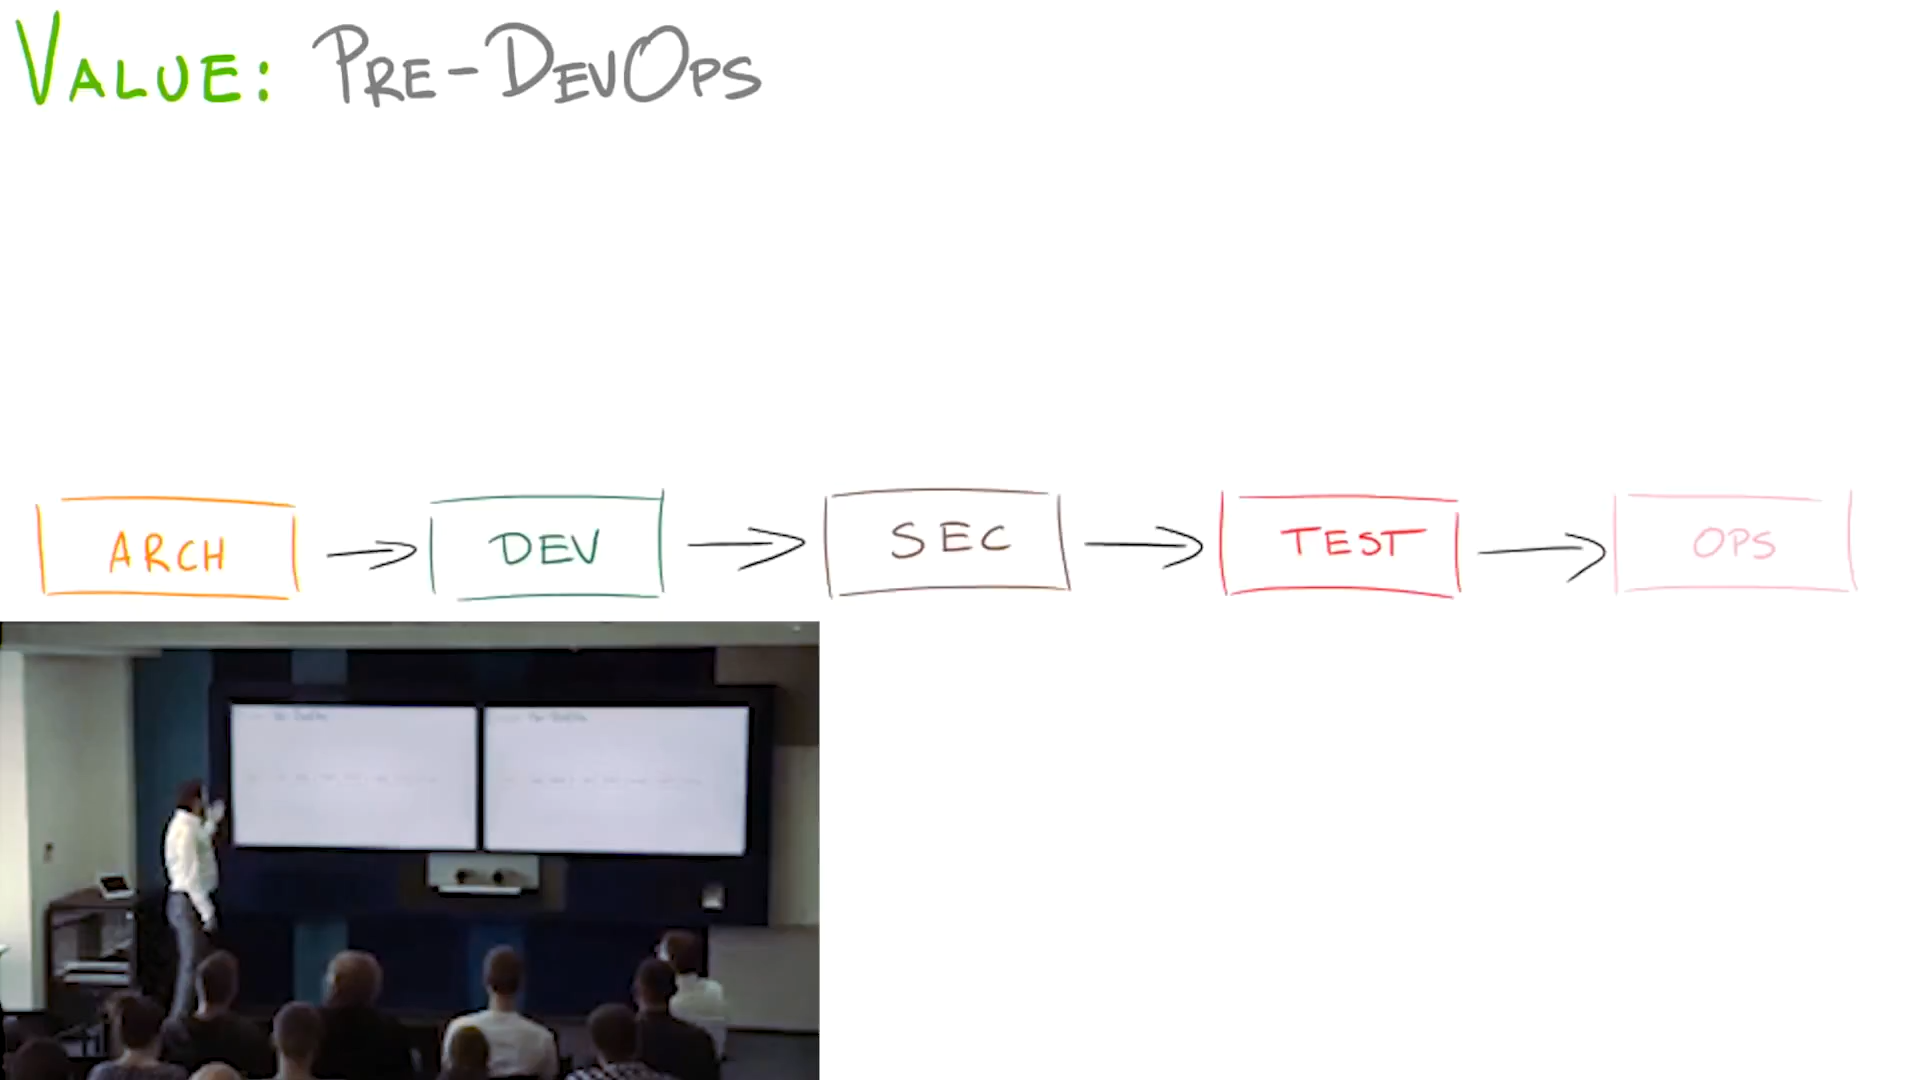 VALUE: PRE-DEVOPS
ARCH → DEV → SEC → TEST → OPS